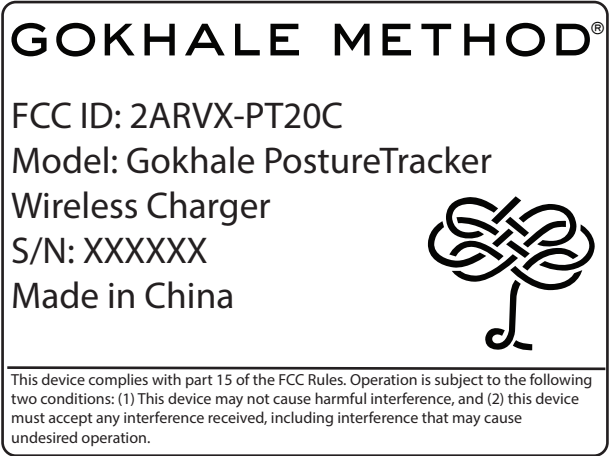 GOKHALE METHOD®
FCC ID: 2ARVX-PT20C
Model: Gokhale PostureTracker
Wireless Charger
S/N: XXXXXX
Made in China
This device complies with part 15 of the FCC Rules. Operation is subject to the following
two conditions: (1) This device may not cause harmful interference, and (2) this device
must accept any interference received, including interference that may cause
undesired operation.